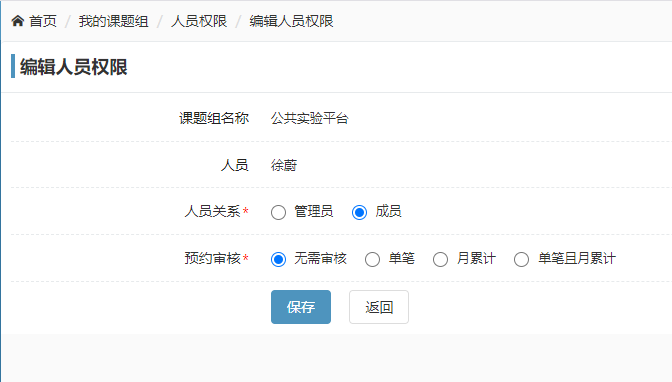 首页 / 我的课题组 / 人员权限 / 编辑人员权限
编辑人员权限
课题组名称 公共实验平台
人员 徐蔚
人员关系* 管理员 成员
预约审核* 无需审核 单笔 月累计 单笔且月累计
保存 返回